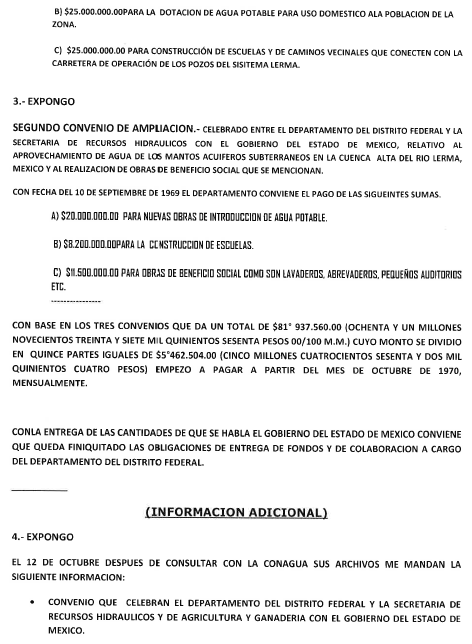 B) $25.000.000.00PARA LA DOTACION DE AGUA POTABLE PARA USO DOMESTICO ALA POBLACION DE LA
ZONA.
C) $25.000.000.00 PARA CONSTRUCCIÓN DE ESCUELAS Y DE CAMINOS VECINALES QUE CONECTEN CON LA
CARRETERA DE OPERACIÓN DE LOS POZOS DEL SISITEMA LERMA.
3.- EXPONGO
SEGUNDO CONVENIO DE AMPLIACION.- CELEBRADO ENTRE EL DEPARTAMENTO DEL DISTRITO FEDERAL Y LA
SECRETARIA DE RECURSOS HIDRAULICOS CON EL GOBIERNO DEL ESTADO DE MEXICO, RELATIVO AL
APROVECHAMIENTO DE AGUA DE LOS MANTOS ACUIFEROS SUBTERRANEOS EN LA CUENCA ALTA DEL RIO LERMA,
MEXICO Y AL REALIZACION DE OBRAS DE BENEFICIO SOCIAL QUE SE MENCIONAN.
CON FECHA DEL 10 DE SEPTIEMBRE DE 1969 EL DEPARTAMENTO CONVIENE EL PAGO DE LAS SIGUEINTES SUMAS.
A) $20.000.000.00 PARA NUEVAS OBRAS DE INTRODUCCION DE AGUA POTABLE.
B) $8.200.000.00PARA LA CENSTRUCCION DE ESCUELAS.
C) $11.500.000.00 PARA OBRAS DE BENEFICIO SOCIAL COMO SON LAVADEROS, ABREVADEROS, PEQUEÑOS AUDITORIOS
ETC.
----------------
CON BASE EN LOS TRES CONVENIOS QUE DA UN TOTAL DE $81° 937.560.00 (OCHENTA Y UN MILLONES
NOVECIENTOS TREINTA Y SIETE MIL QUINIENTOS SESENTA PESOS 00/100 M.M.) CUYO MONTO SE DIVIDIO
EN QUINCE PARTES IGUALES DE $5°462.504.00 (CINCO MILLONES CUATROCIENTOS SESENTA Y DOS MIL
QUINIENTOS CUATRO PESOS) EMPEZO A PAGAR A PARTIR DEL MES DE OCTUBRE DE 1970,
MENSUALMENTE.
CONLA ENTREGA DE LAS CANTIDADES DE QUE SE HABLA EL GOBIERNO DEL ESTADO DE MEXICO CONVIENE
QUE QUEDA FINIQUITADO LAS OBLIGACIONES DE ENTREGA DE FONDOS Y DE COLABORACION A CARGO
DEL DEPARTAMENTO DEL DISTRITO FEDERAL.
(INFORMACION ADICIONAL)
4.- EXPONGO
EL 12 DE OCTUBRE DESPUES DE CONSULTAR CON LA CONAGUA SUS ARCHIVOS ME MANDAN LA
SIGUIENTE INFORMACION:
• CONVENIO QUE CELEBRAN EL DEPARTAMENTO DEL DISTRITO FEDERAL Y LA SECRETARIA DE
RECURSOS HIDRAULICOS Y DE AGRICULTURA Y GANADERIA CON EL GOBIERNO DEL ESTADO DE
MEXICO.